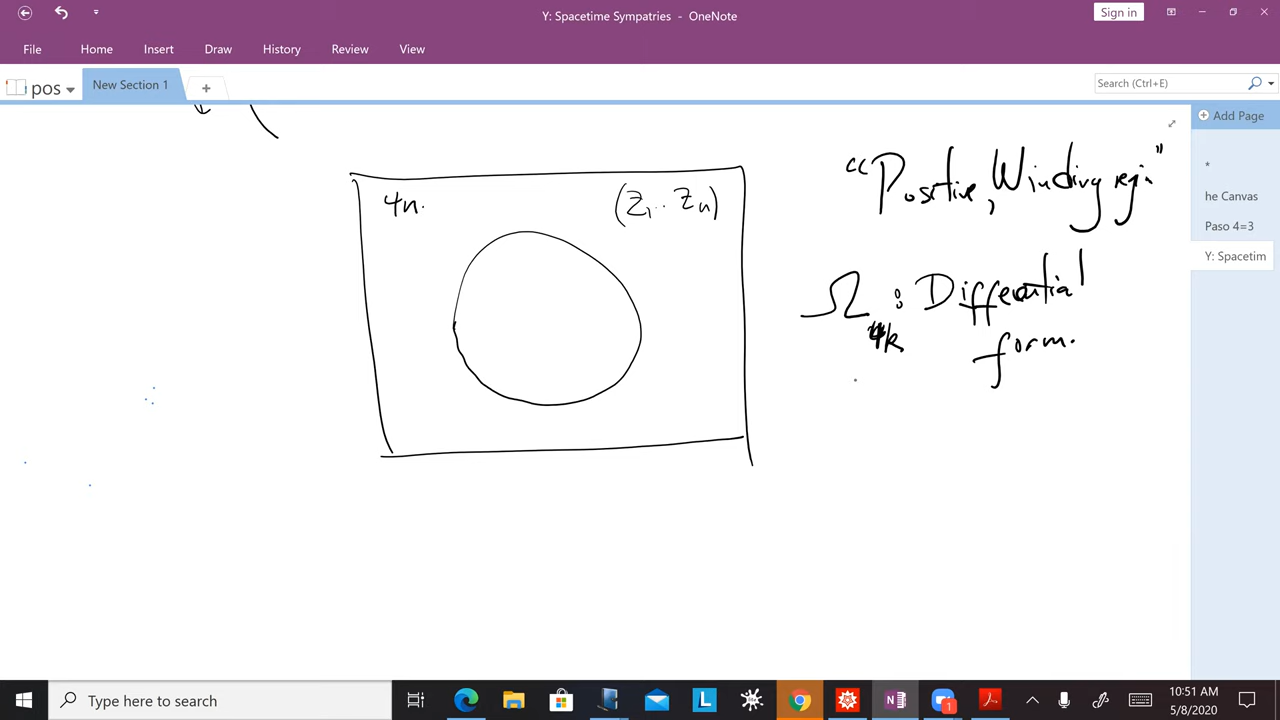 Y: Spacetime Sympatries - OneNote
Sign in
File Home Insert Draw History Review View
pos
New Section 1
+
Search (Ctrl+E)
Add Page
*
he Canvas
Paso 4=3
Y: Spacetim
4n.
(Z₁.. Zn)
"Positive, Winding regi"
Ω4k : Differential
form.
Type here to search
L
1
10:51 AM
5/8/2020